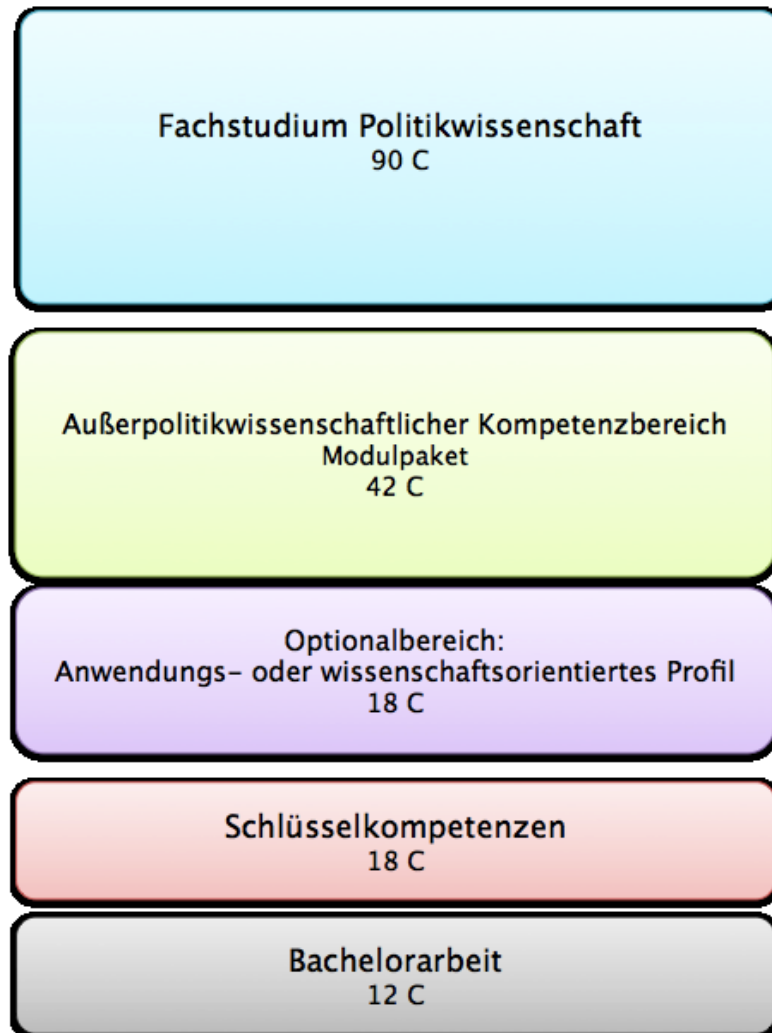 Fachstudium Politikwissenschaft
90 C
Außerpolitikwissenschaftlicher Kompetenzbereich
Modulpaket
42 C
Optionalbereich:
Anwendungs- oder wissenschaftsorientiertes Profil
18 C
Schlüsselkompetenzen
18 C
Bachelorarbeit
12 C